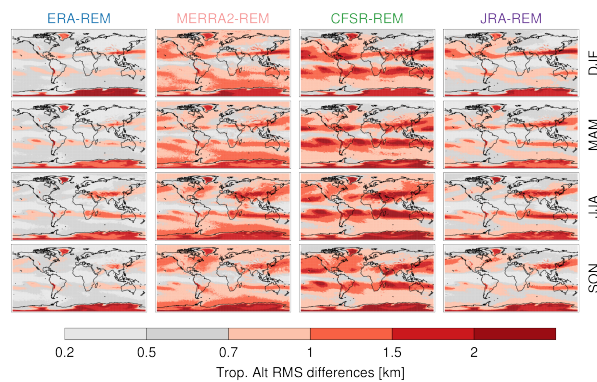 ERA-REM MERRA2-REM CFSR-REM JRA-REM
DJF
MAM
JJA
SON
0.2 0.5 0.7 1 1.5 2
Trop. Alt RMS differences [km]